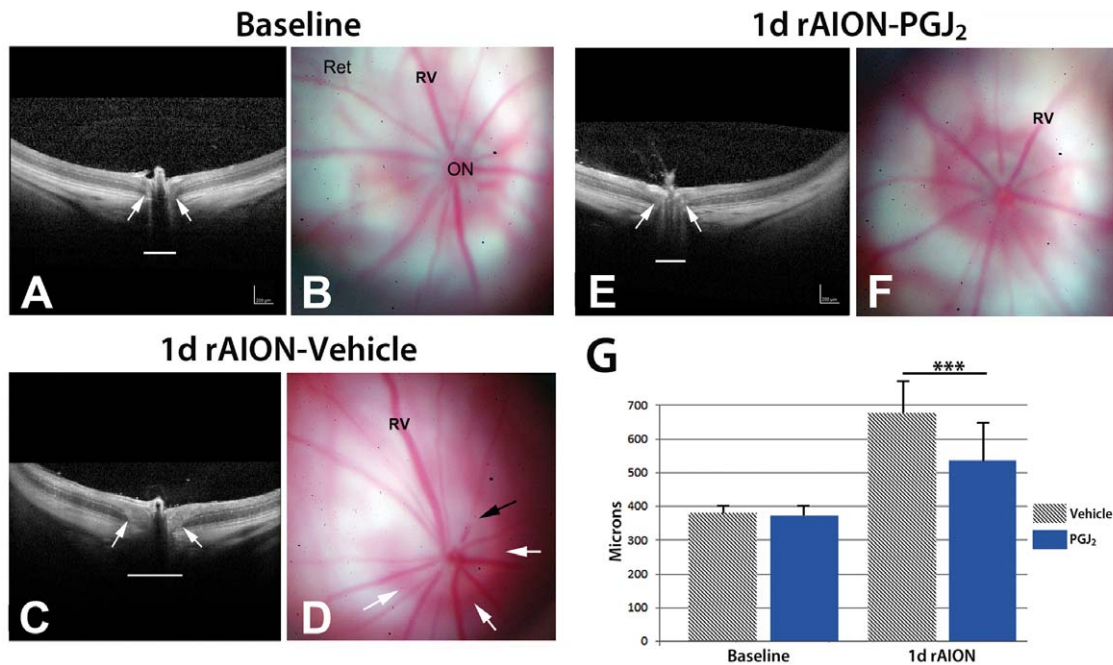 Baseline
1d rAION-PGJ₂
Ret
RV
ON
A
B
RV
E
F
1d rAION-Vehicle
RV
C
D
G
***
Microns
700
600
500
400
300
200
100
0
Baseline
1d rAION
Vehicle
PGJ₂